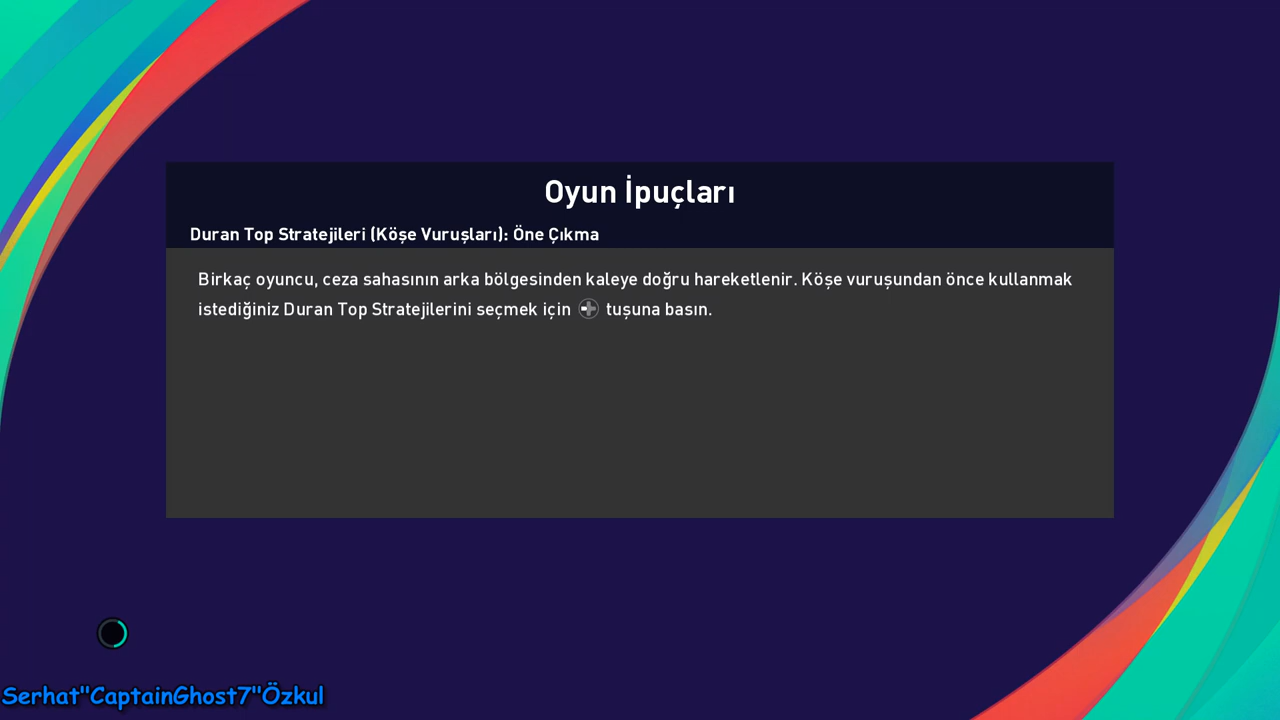 Oyun İpuçları
Duran Top Stratejileri (Köşe Vuruşları): Öne Çıkma
Birkaç oyuncu, ceza sahasının arka bölgesinden kaleye doğru hareketlenir. Köşe vuruşundan önce kullanmak
istediğiniz Duran Top Stratejilerini seçmek için tuşuna basın.
Serhat"CaptainGhost7"Özkul